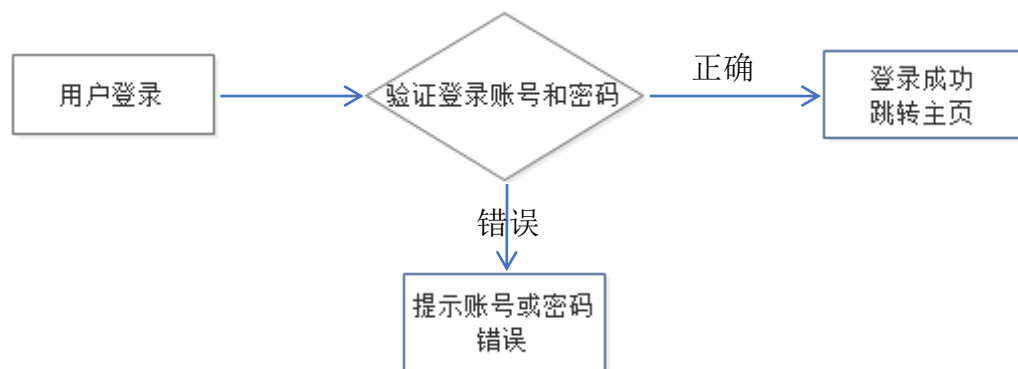 用户登录
验证登录账号和密码
正确
登录成功
跳转主页
错误
提示账号或密码
错误